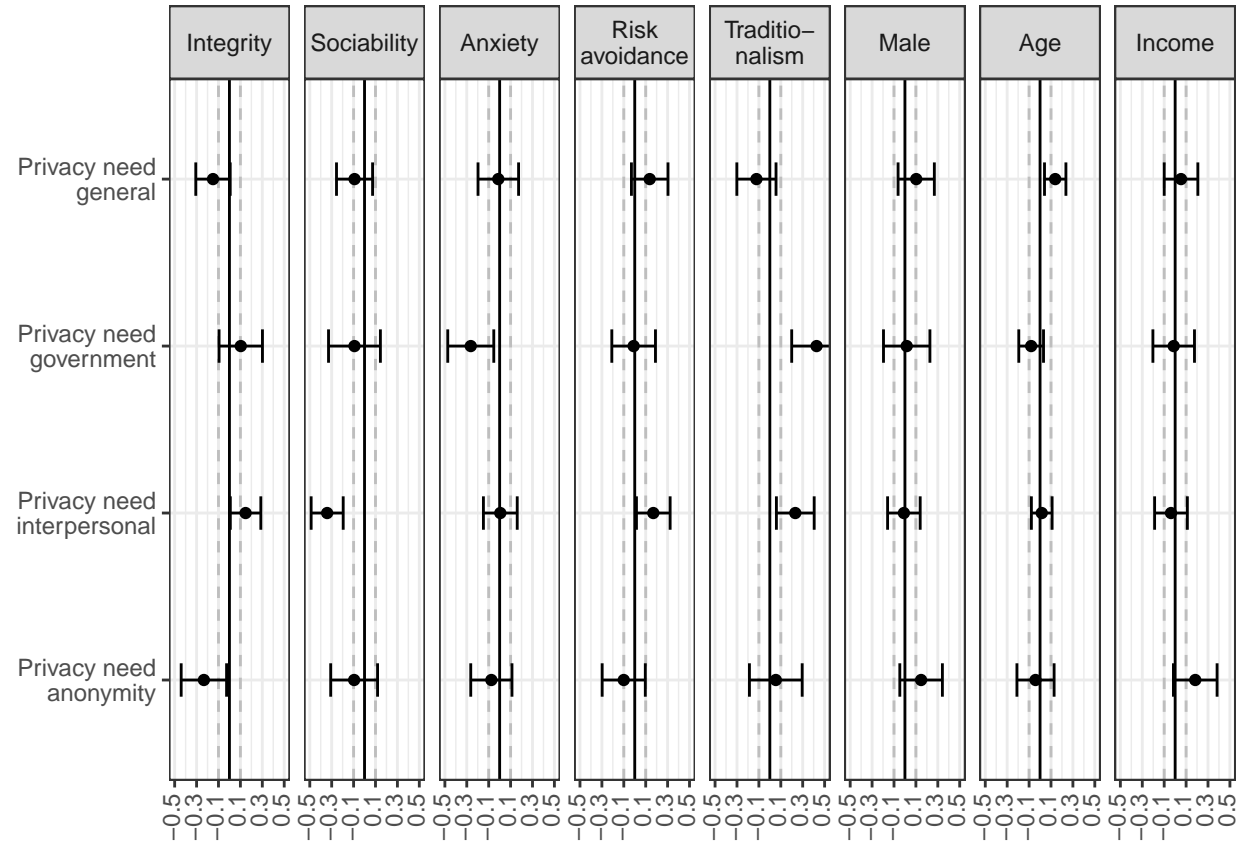 Integrity
Sociability
Anxiety
Risk
avoidance
Traditio–
nalism
Male
Age
Income
Privacy need
general
Privacy need
government
Privacy need
interpersonal
Privacy need
anonymity
−0.5 −0.3 −0.1 0.1 0.3 0.5
−0.5 −0.3 −0.1 0.1 0.3 0.5
−0.5 −0.3 −0.1 0.1 0.3 0.5
−0.5 −0.3 −0.1 0.1 0.3 0.5
−0.5 −0.3 −0.1 0.1 0.3 0.5
−0.5 −0.3 −0.1 0.1 0.3 0.5
−0.5 −0.3 −0.1 0.1 0.3 0.5
−0.5 −0.3 −0.1 0.1 0.3 0.5